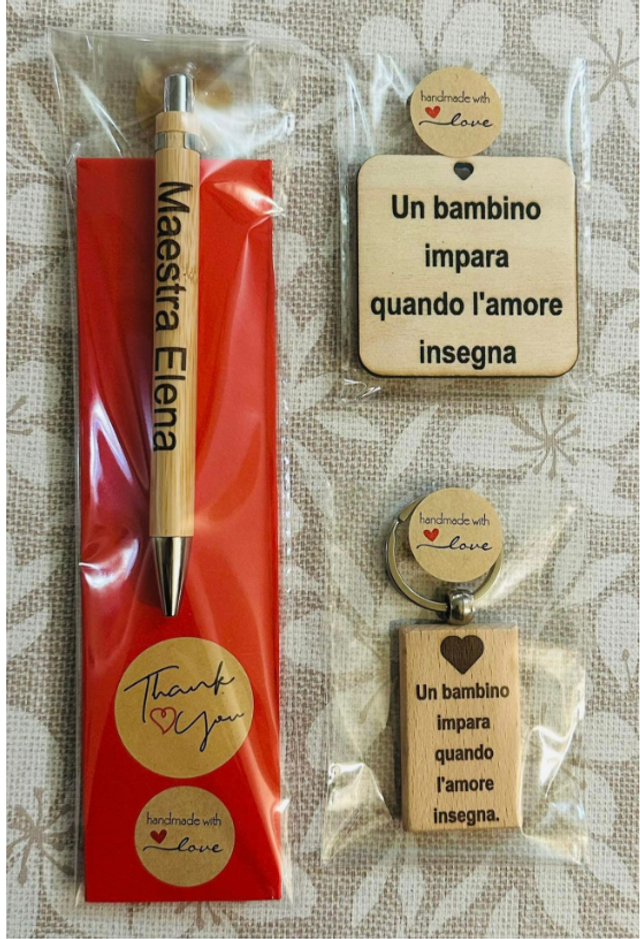 Maestra Elena
Thank
You
handmade with
love
handmade with
love
Un bambino
impara
quando l'amore
insegna
handmade with
love
Un bambino
impara
quando
l'amore
insegna.